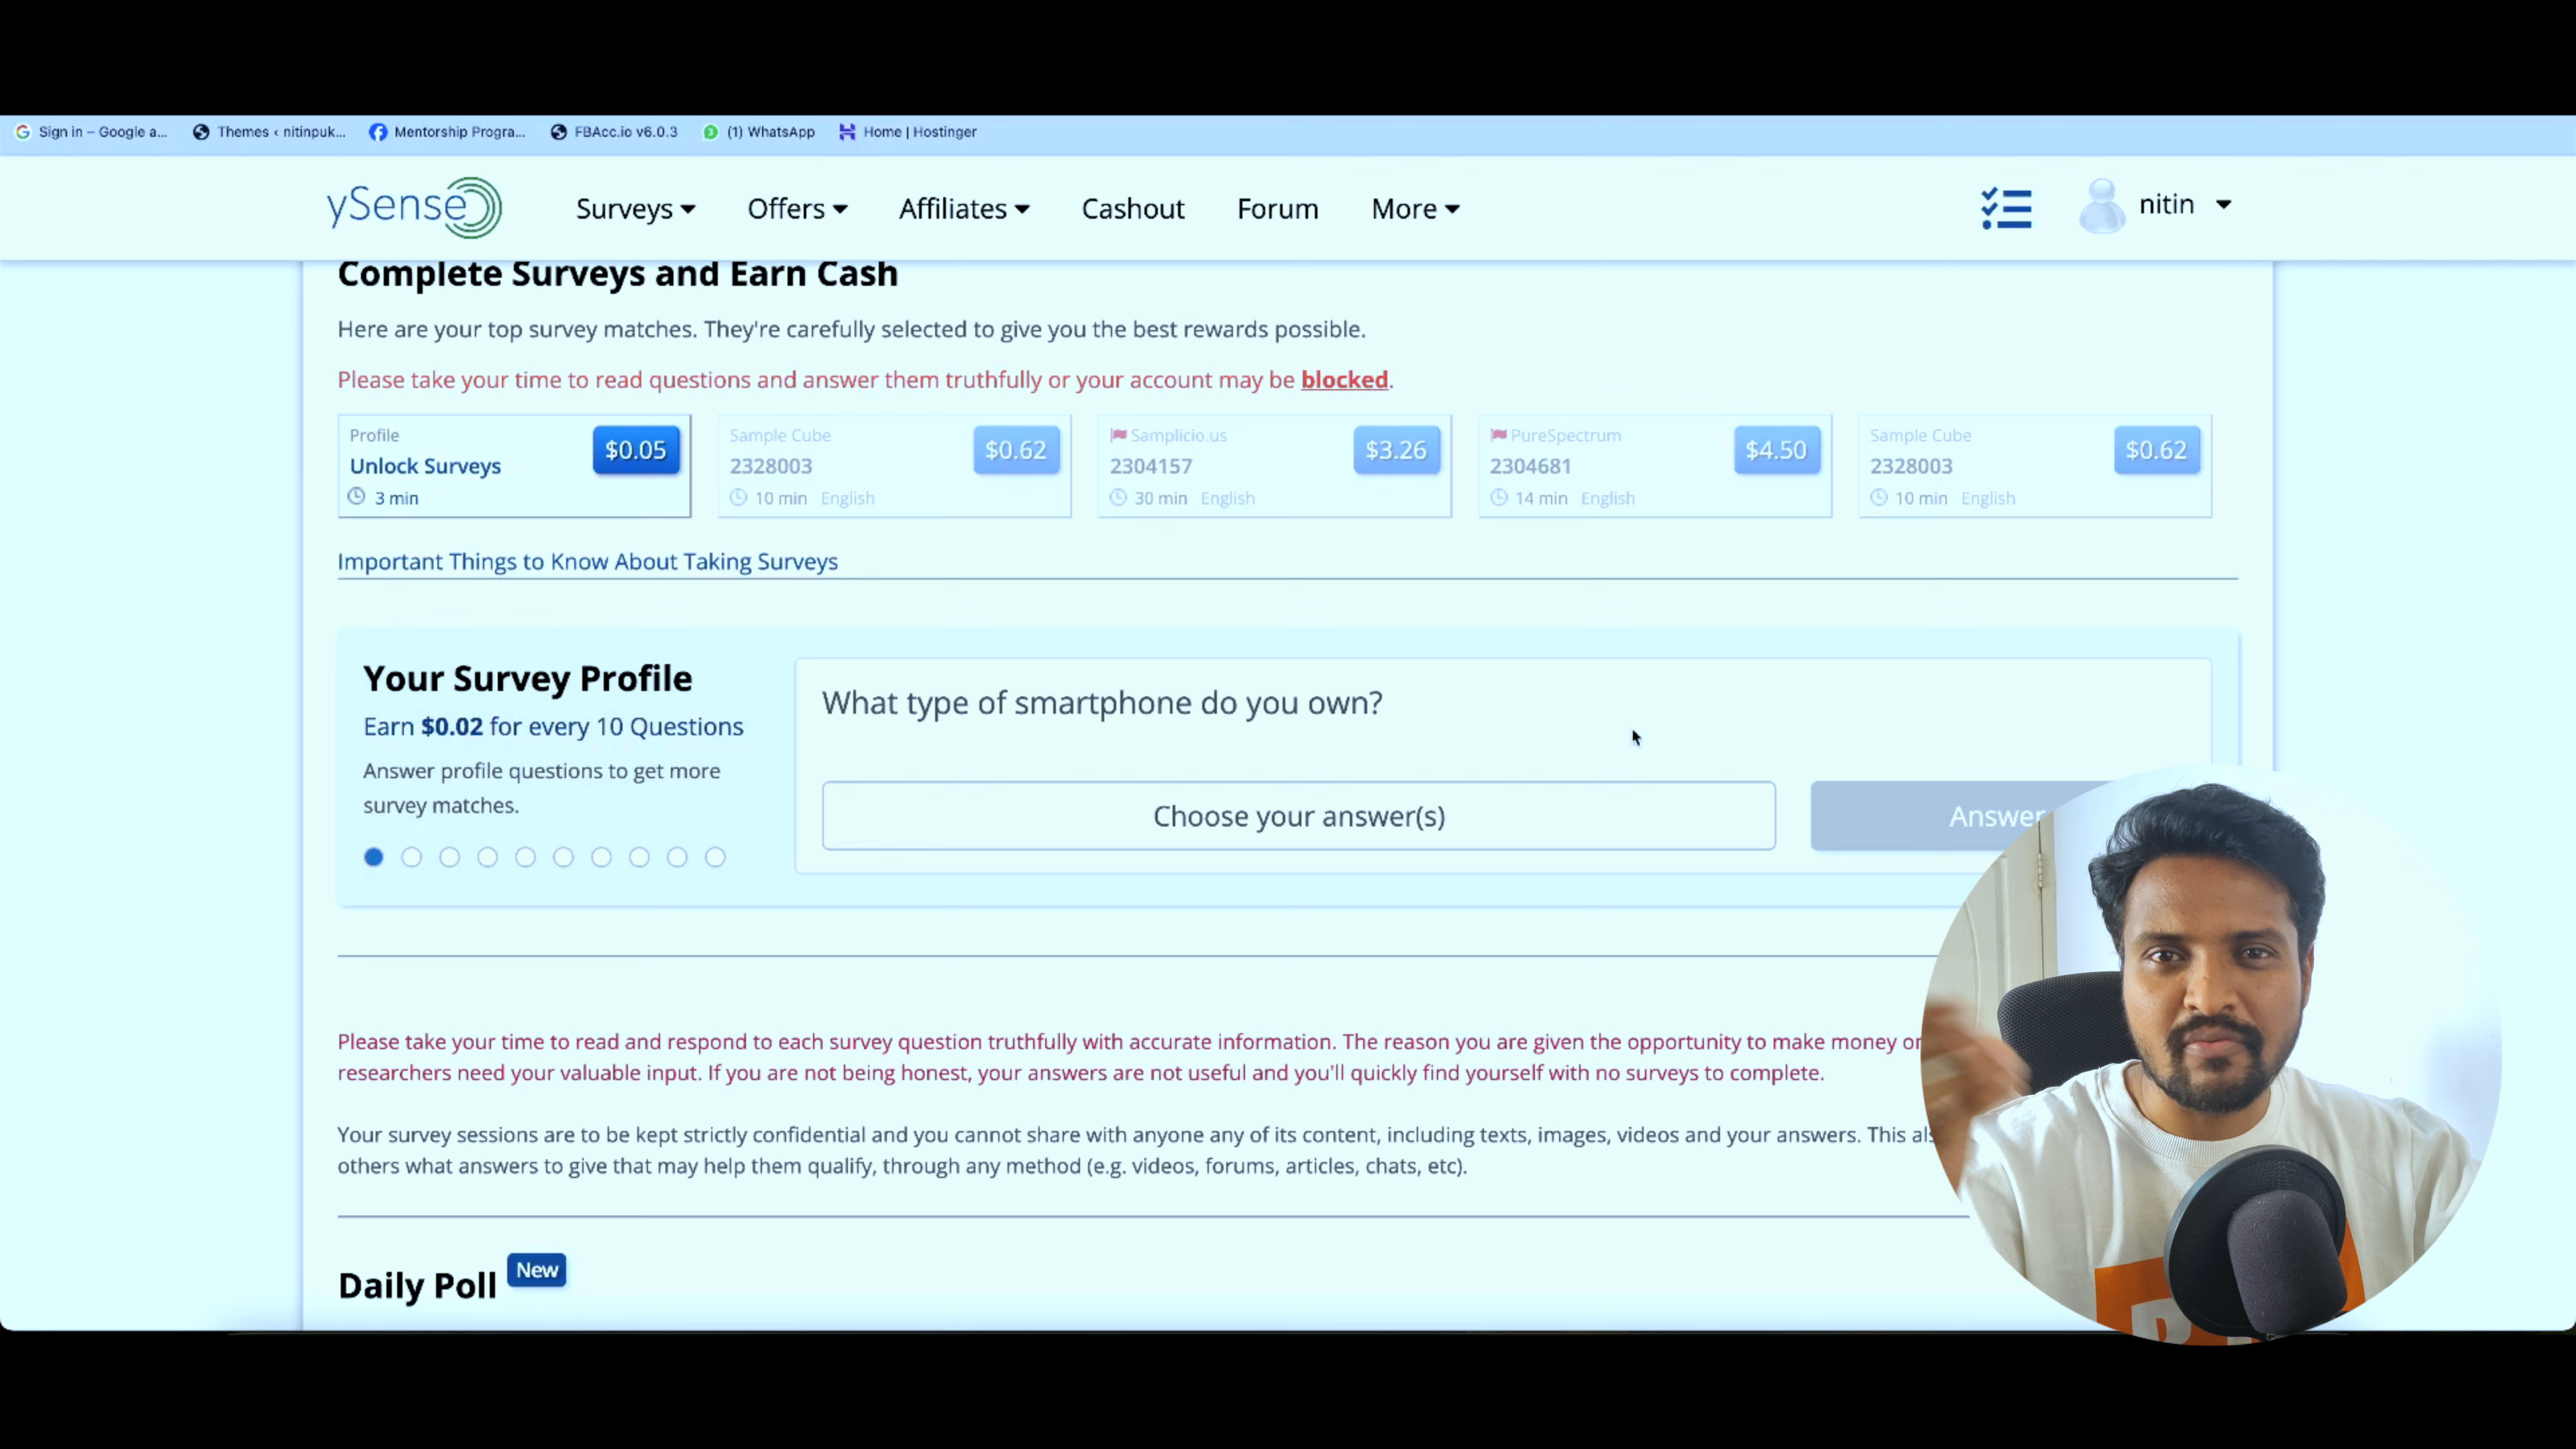 Sign in – Google a... Themes ‹ nitinpuk... Mentorship Progra... FBAcc.io v6.0.3 (1) WhatsApp Home | Hostinger
ySense Surveys Offers Affiliates Cashout Forum More nitin
Complete Surveys and Earn Cash
Here are your top survey matches. They're carefully selected to give you the best rewards possible.
Please take your time to read questions and answer them truthfully or your account may be blocked.
Profile
Unlock Surveys
3 min
$0.05
Sample Cube
2328003
10 min English
$0.62
Samplicio.us
2304157
30 min English
$3.26
PureSpectrum
2304681
14 min English
$4.50
Sample Cube
2328003
10 min English
$0.62
Important Things to Know About Taking Surveys
Your Survey Profile
Earn $0.02 for every 10 Questions
Answer profile questions to get more
survey matches.
What type of smartphone do you own?
Choose your answer(s)
Answer
Please take your time to read and respond to each survey question truthfully with accurate information. The reason you are given the opportunity to make money
researchers need your valuable input. If you are not being honest, your answers are not useful and you'll quickly find yourself with no surveys to complete.
Your survey sessions are to be kept strictly confidential and you cannot share with anyone any of its content, including texts, images, videos and your answers. This
others what answers to give that may help them qualify, through any method (e.g. videos, forums, articles, chats, etc).
Daily Poll New